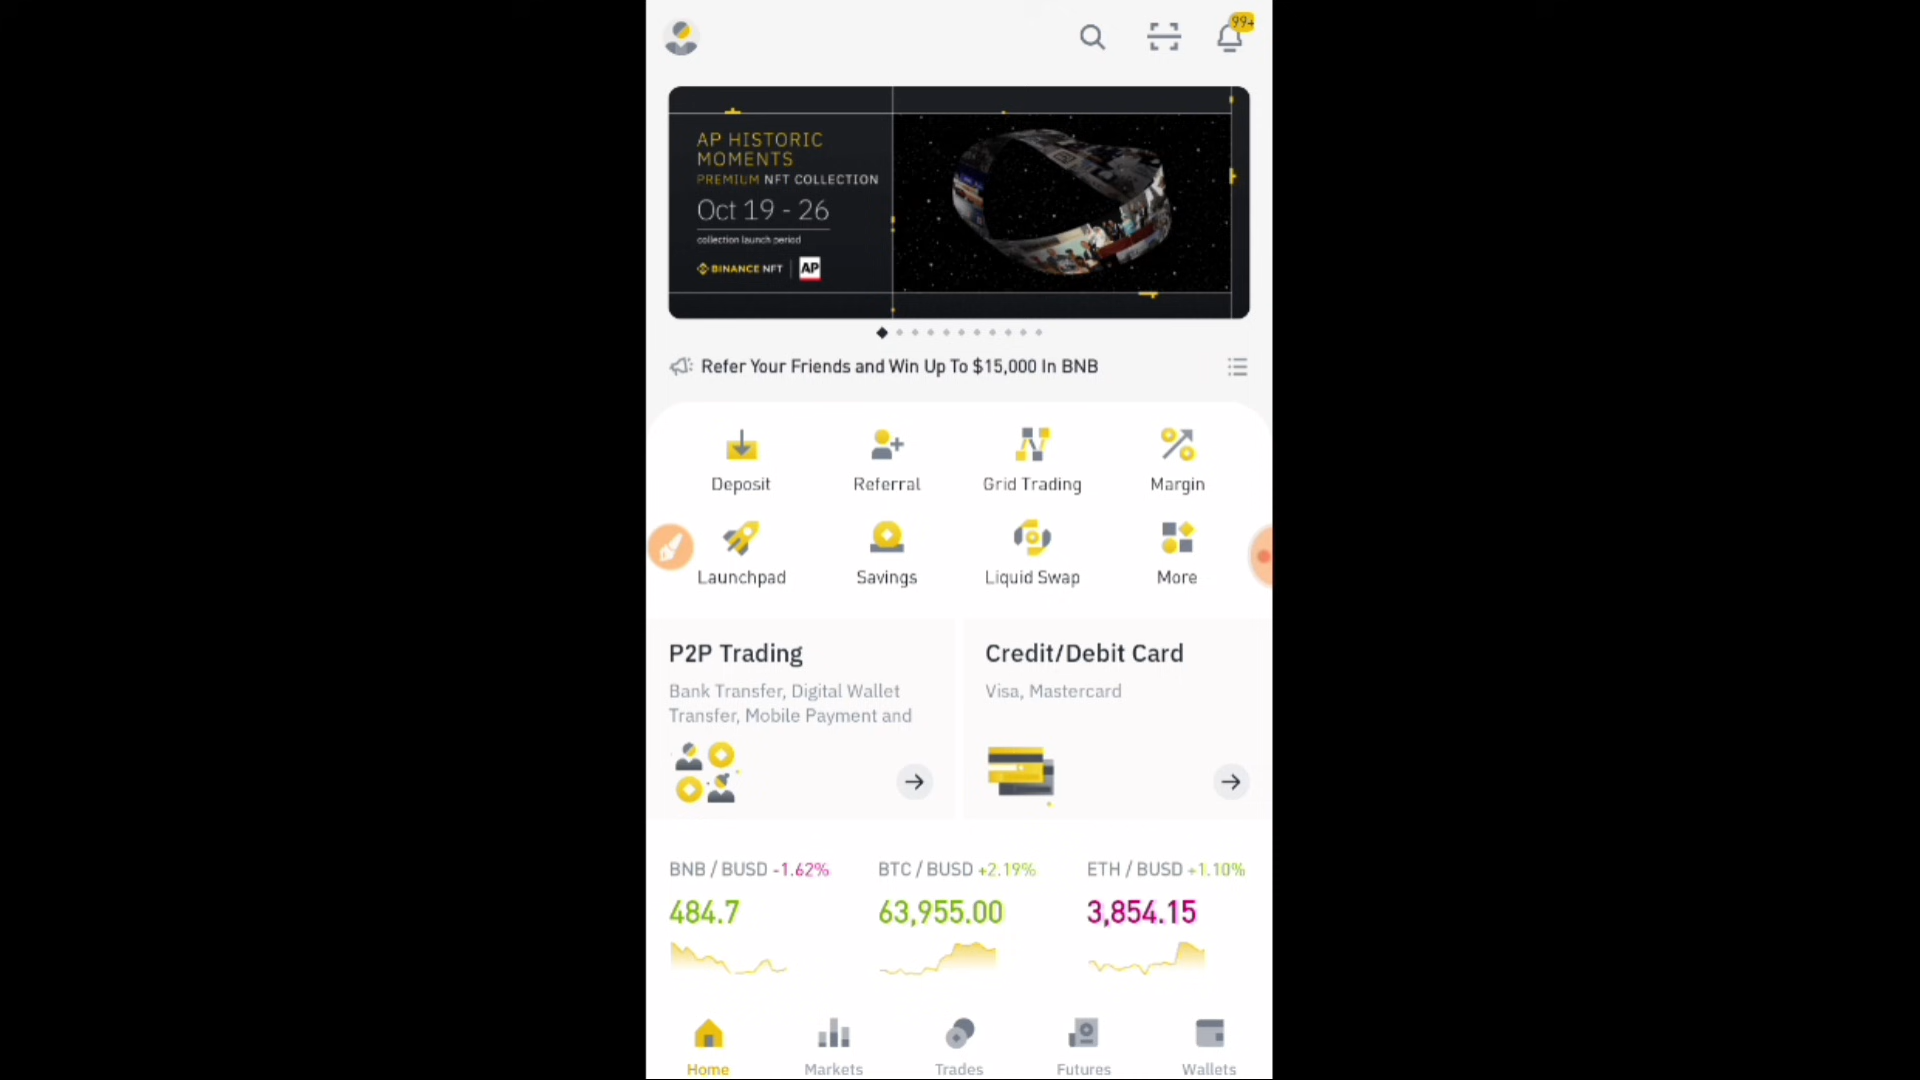 99+
AP HISTORIC
MOMENTS
PREMIUM NFT COLLECTION
Oct 19 - 26
collection launch period
BINANCE NFT | AP
Refer Your Friends and Win Up To $15,000 In BNB
Deposit Referral Grid Trading Margin
Launchpad Savings Liquid Swap More
P2P Trading
Bank Transfer, Digital Wallet
Transfer, Mobile Payment and
Credit/Debit Card
Visa, Mastercard
BNB / BUSD -1.62% BTC / BUSD +2.19% ETH / BUSD +1.10%
484.7 63,955.00 3,854.15
Home Markets Trades Futures Wallets